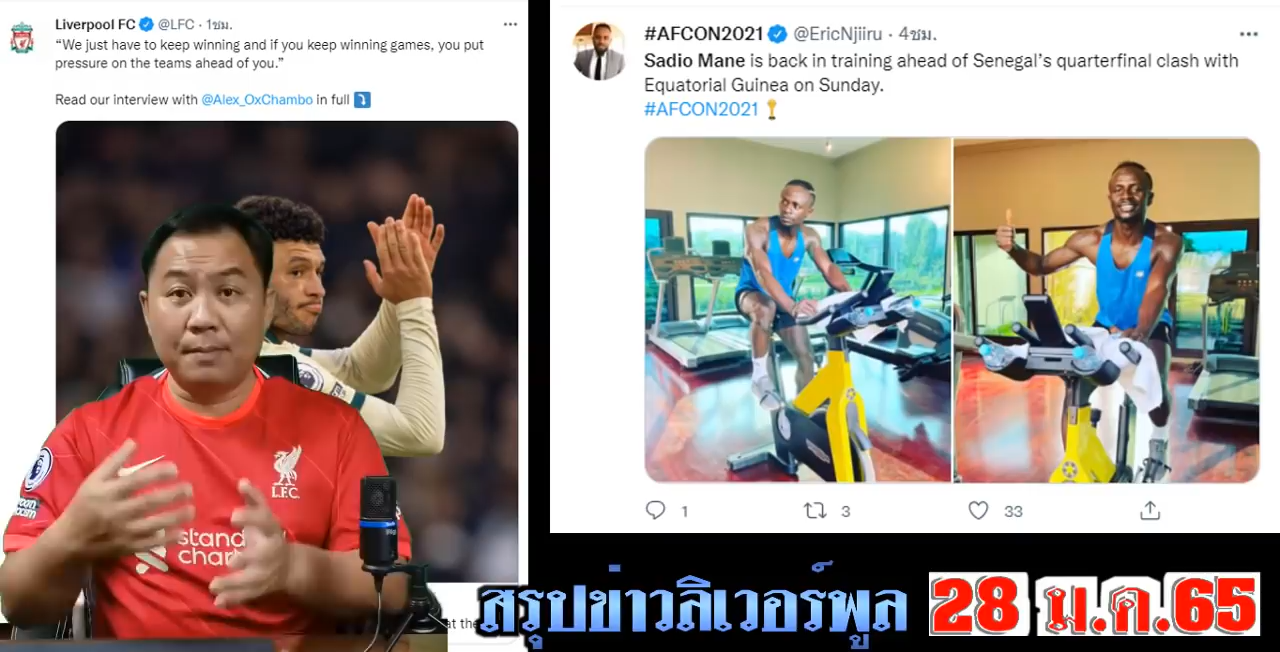 Liverpool FC @LFC · 1ชม.
“We just have to keep winning and if you keep winning games, you put
pressure on the teams ahead of you.”
Read our interview with @Alex_OxChambo in full
#AFCON2021 @EricNjiiru · 4ชม.
Sadio Mane is back in training ahead of Senegal’s quarterfinal clash with
Equatorial Guinea on Sunday.
#AFCON2021
1 3 33
L.F.C.
standard
chart
at the
สรุปข่าวลิเวอร์พูล 28 ม.ค.65